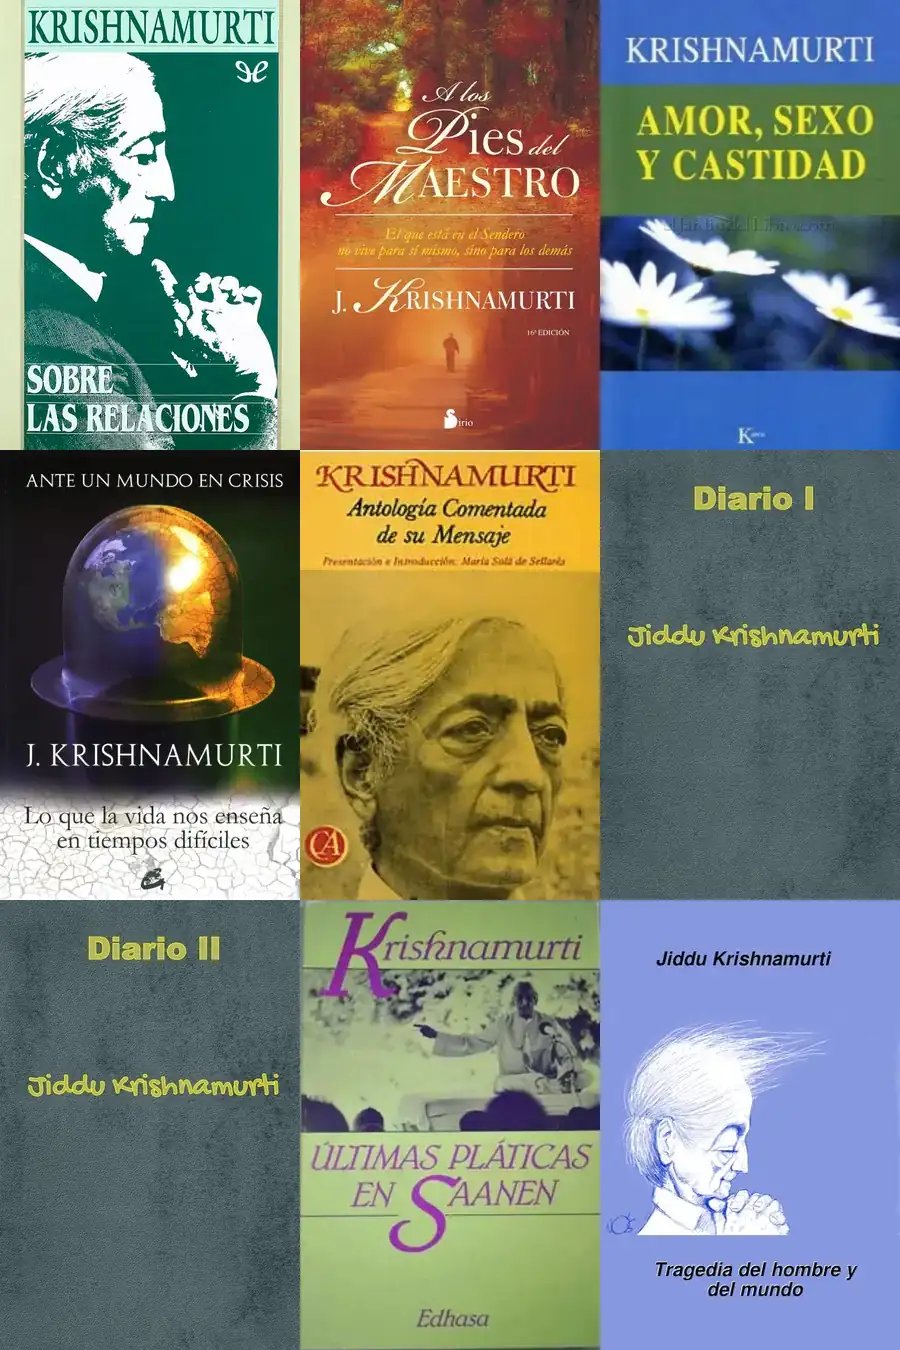 KRISHNAMURTI
SOBRE
LAS RELACIONES
A los
Pies del
MAESTRO
El que está en el Sendero
no vive para sí mismo, sino para los demás
J. KRISHNAMURTI
16ª EDICIÓN
Sirio
KRISHNAMURTI
AMOR, SEXO
Y CASTIDAD
ANTE UN MUNDO EN CRISIS
J. KRISHNAMURTI
Lo que la vida nos enseña
en tiempos difíciles
KRISHNAMURTI
Antología Comentada
de su Mensaje
Presentación e Introducción: María Solá de Sellarés
Diario I
Jiddu Krishnamurti
Diario II
Jiddu Krishnamurti
Krishnamurti
ÚLTIMAS PLÁTICAS
EN SAANEN
Edhasa
Jiddu Krishnamurti
Tragedia del hombre y
del mundo